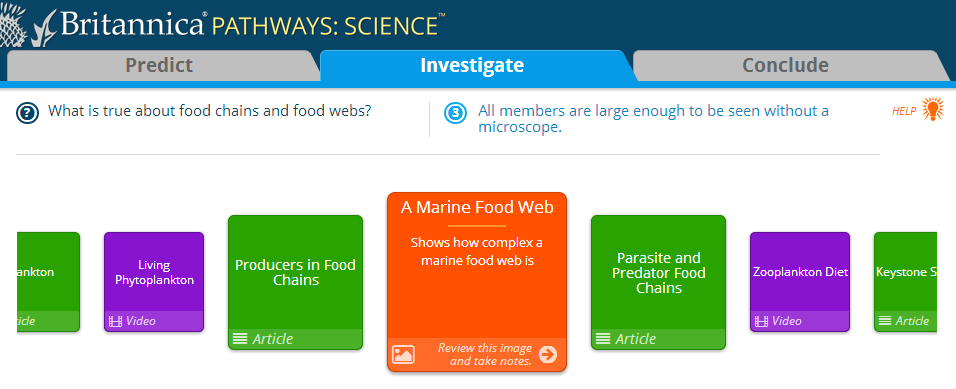 Britannica® PATHWAYS: SCIENCE™
Predict
Investigate
Conclude
? What is true about food chains and food webs?
3 All members are large enough to be seen without a
microscope.
HELP
ankton
icle
Living
Phytoplankton
Video
Producers in Food
Chains
Article
A Marine Food Web
Shows how complex a
marine food web is
Review this image
and take notes.
Parasite and
Predator Food
Chains
Article
Zooplankton Diet
Video
Keystone S
Article